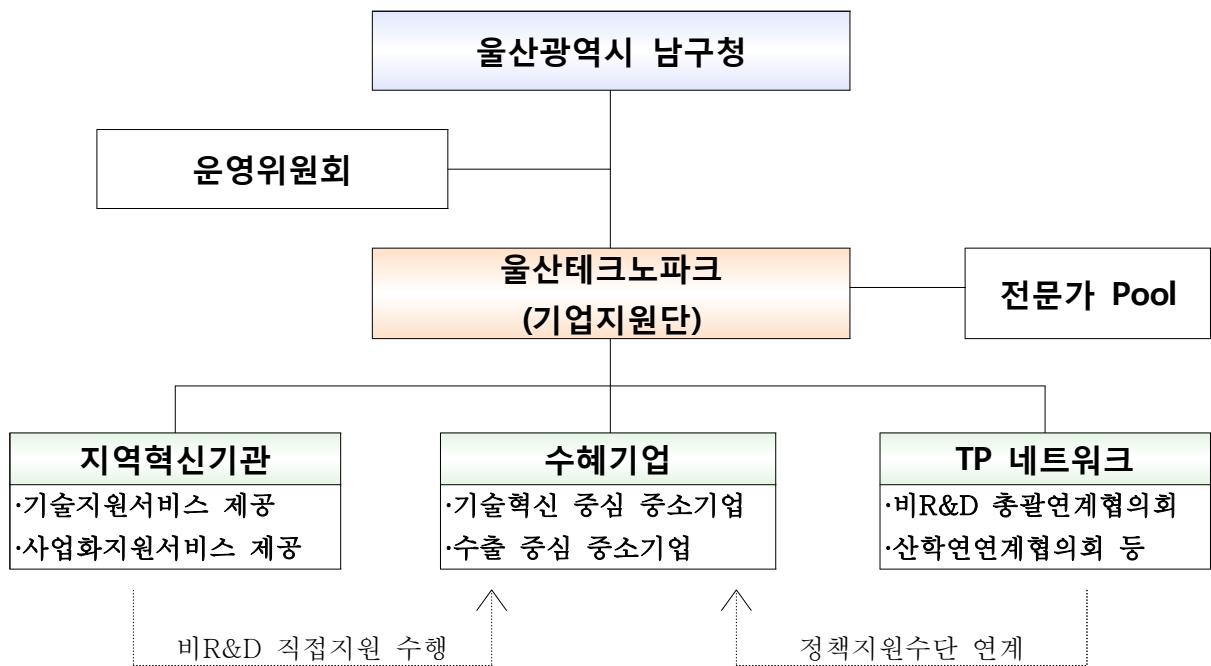 울산광역시 남구청
운영위원회
울산테크노파크
(기업지원단)
전문가 Pool
지역혁신기관
·기술지원서비스 제공
·사업화지원서비스 제공
수혜기업
·기술혁신 중심 중소기업
·수출 중심 중소기업
TP 네트워크
·비R&D 총괄연계협의회
·산학연연계협의회 등
비R&D 직접지원 수행
정책지원수단 연계